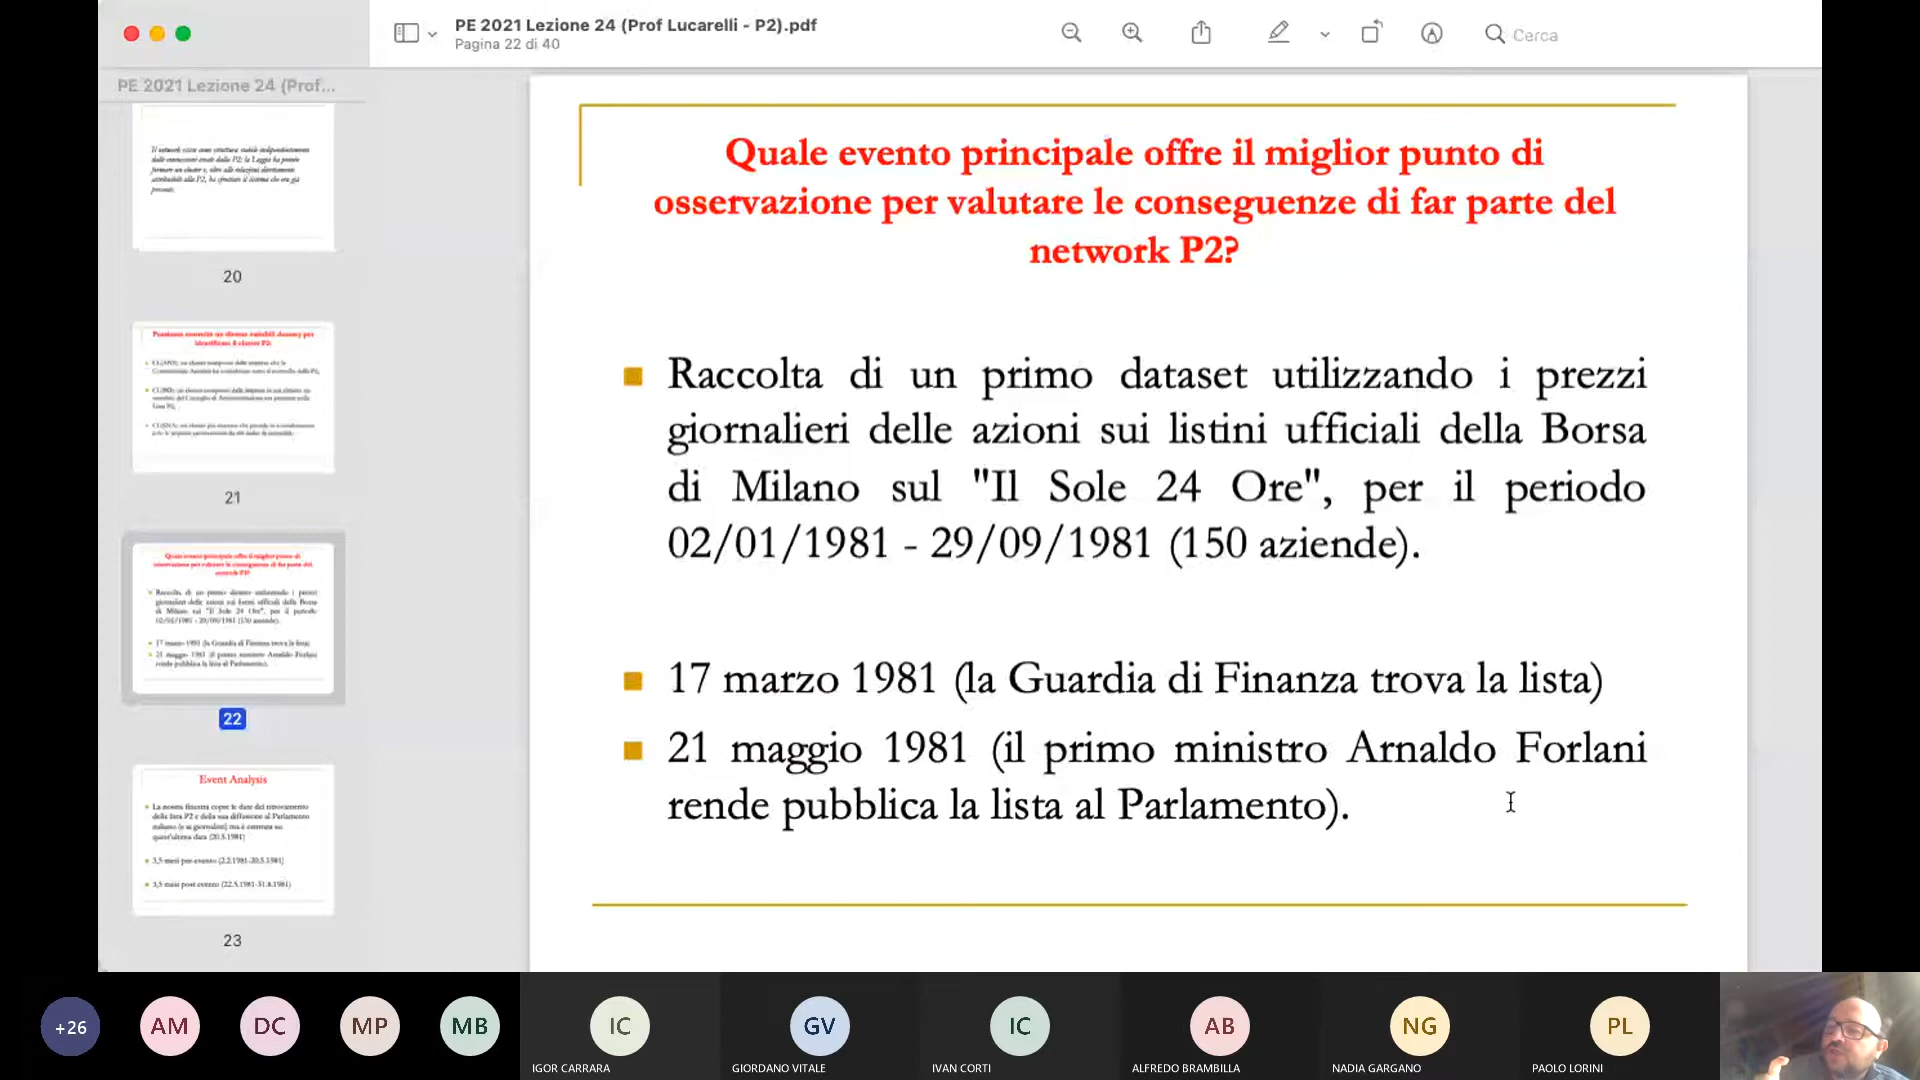 PE 2021 Lezione 24 (Prof Lucarelli - P2).pdf
Pagina 22 di 40
Cerca
PE 2021 Lezione 24 (Prof...
20
21
22
Event Analysis
23
Quale evento principale offre il miglior punto di
osservazione per valutare le conseguenze di far parte del
network P2?
Raccolta di un primo dataset utilizzando i prezzi
giornalieri delle azioni sui listini ufficiali della Borsa
di Milano sul "Il Sole 24 Ore", per il periodo
02/01/1981 - 29/09/1981 (150 aziende).
17 marzo 1981 (la Guardia di Finanza trova la lista)
21 maggio 1981 (il primo ministro Arnaldo Forlani
rende pubblica la lista al Parlamento).
+26
AM
DC
MP
MB
IC
IGOR CARRARA
GV
GIORDANO VITALE
IC
IVAN CORTI
AB
ALFREDO BRAMBILLA
NG
NADIA GARGANO
PL
PAOLO LORINI